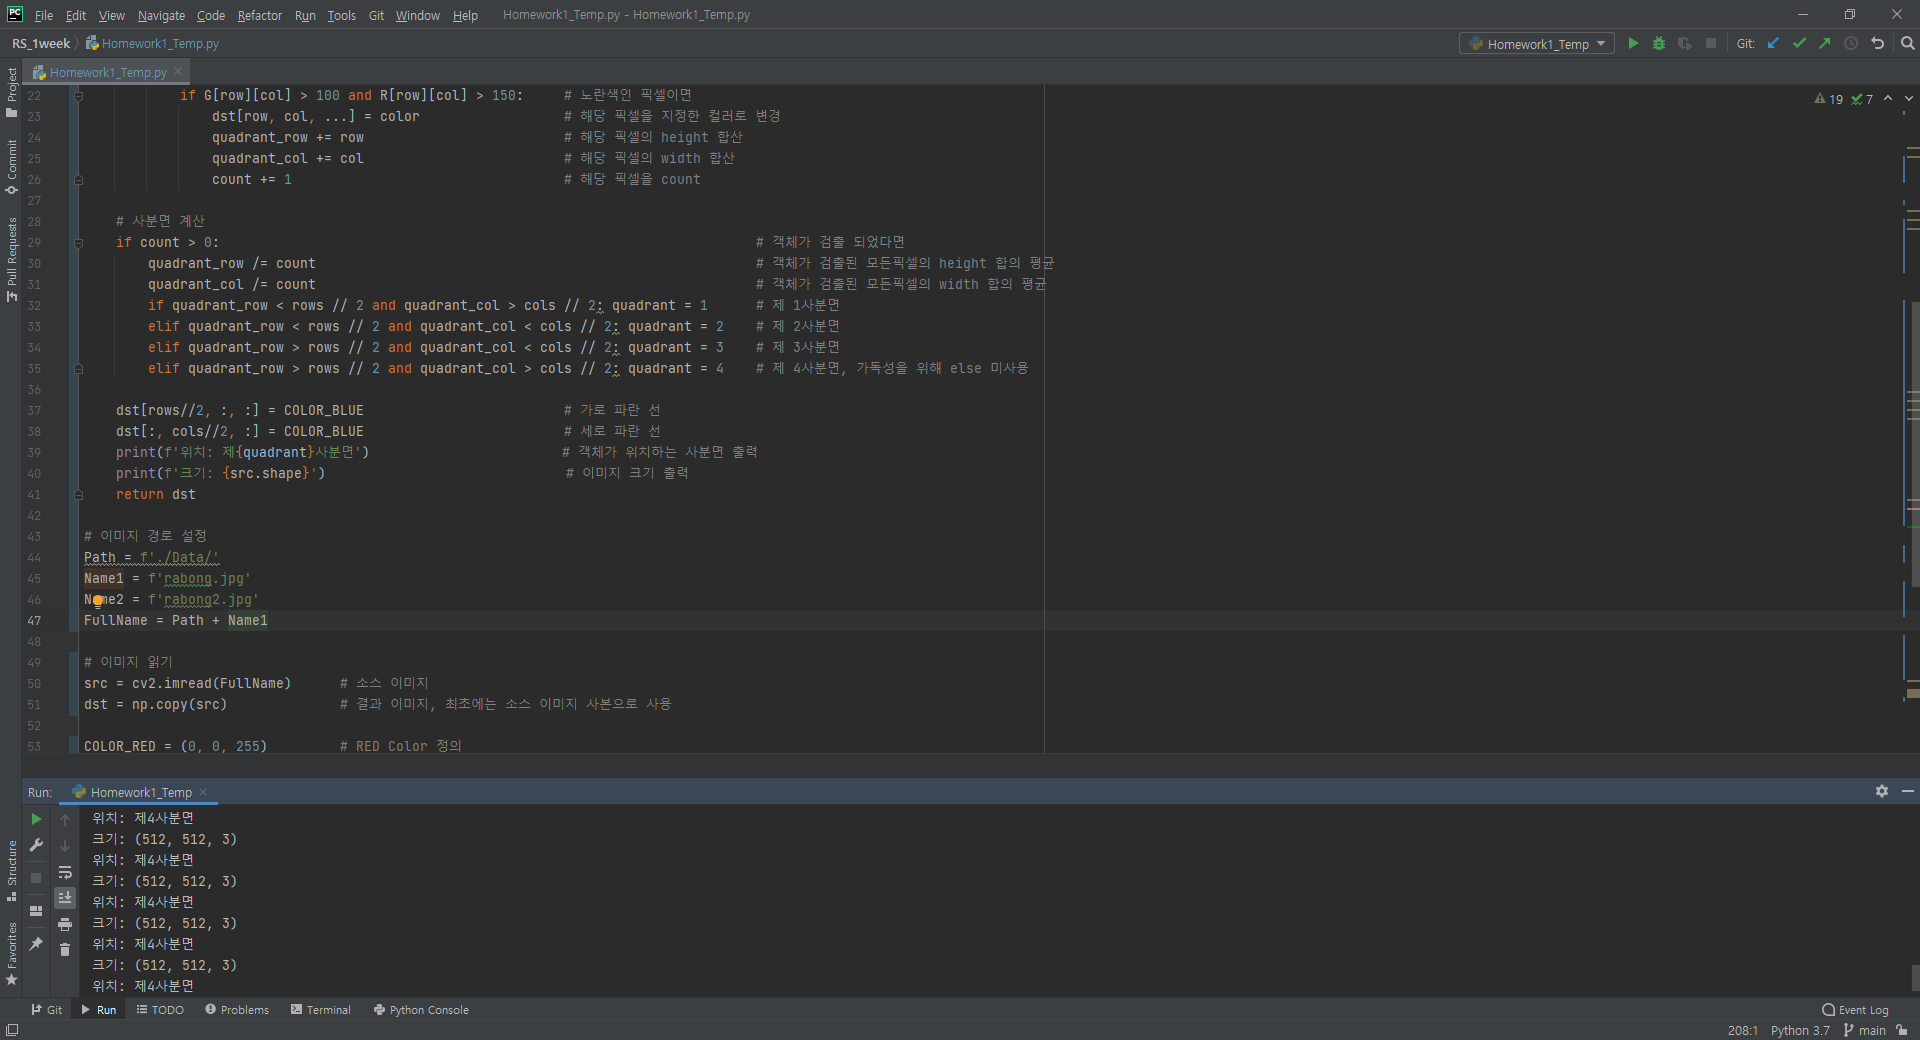 File Edit View Navigate Code Refactor Run Tools Git Window Help Homework1_Temp.py - Homework1_Temp.py
RS_1week Homework1_Temp.py Homework1_Temp Git:
Homework1_Temp.py
Project
Commit
Pull Requests
19 7
22 if G[row][col] > 100 and R[row][col] > 150: # 노란색인 픽셀이면
23 dst[row, col, ...] = color # 해당 픽셀을 지정한 컬러로 변경
24 quadrant_row += row # 해당 픽셀의 height 합산
25 quadrant_col += col # 해당 픽셀의 width 합산
26 count += 1 # 해당 픽셀을 count
27
28 # 사분면 계산
29 if count > 0: # 객체가 검출 되었다면
30 quadrant_row /= count # 객체가 검출된 모든픽셀의 height 합의 평균
31 quadrant_col /= count # 객체가 검출된 모든픽셀의 width 합의 평균
32 if quadrant_row < rows // 2 and quadrant_col > cols // 2: quadrant = 1 # 제 1사분면
33 elif quadrant_row < rows // 2 and quadrant_col < cols // 2: quadrant = 2 # 제 2사분면
34 elif quadrant_row > rows // 2 and quadrant_col < cols // 2: quadrant = 3 # 제 3사분면
35 elif quadrant_row > rows // 2 and quadrant_col > cols // 2: quadrant = 4 # 제 4사분면, 가독성을 위해 else 미사용
36
37 dst[rows//2, :, :] = COLOR_BLUE # 가로 파란 선
38 dst[:, cols//2, :] = COLOR_BLUE # 세로 파란 선
39 print(f'위치: 제{quadrant}사분면') # 객체가 위치하는 사분면 출력
40 print(f'크기: {src.shape}') # 이미지 크기 출력
41 return dst
42
43 # 이미지 경로 설정
44 Path = f'./Data/'
45 Name1 = f'rabong.jpg'
46 Name2 = f'rabong2.jpg'
47 FullName = Path + Name1
48
49 # 이미지 읽기
50 src = cv2.imread(FullName) # 소스 이미지
51 dst = np.copy(src) # 결과 이미지, 최초에는 소스 이미지 사본으로 사용
52
53 COLOR_RED = (0, 0, 255) # RED Color 정의
Run: Homework1_Temp
위치: 제4사분면
크기: (512, 512, 3)
위치: 제4사분면
크기: (512, 512, 3)
위치: 제4사분면
크기: (512, 512, 3)
위치: 제4사분면
크기: (512, 512, 3)
위치: 제4사분면
Structure
Favorites
Git Run TODO Problems Terminal Python Console Event Log
208:1 Python 3.7 main